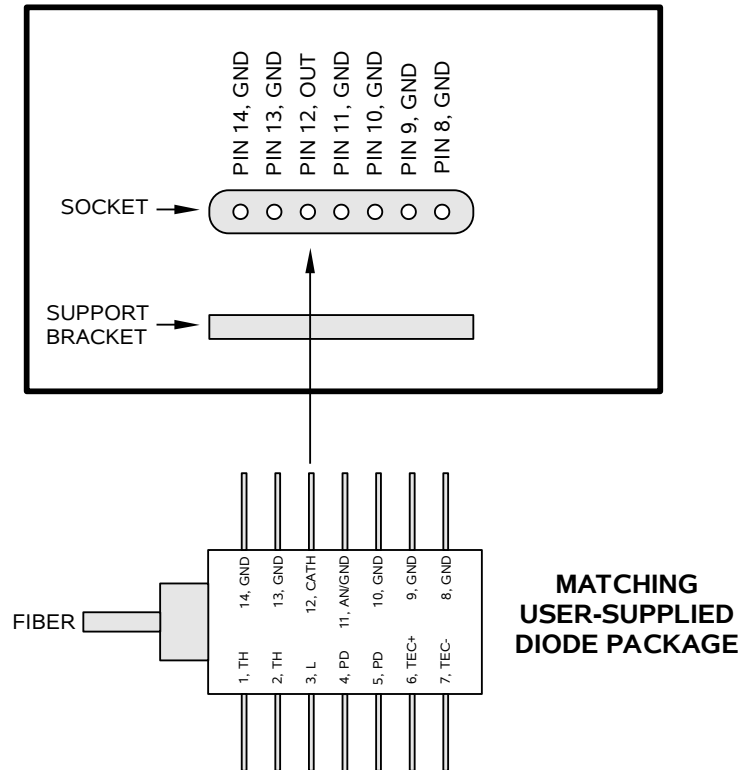 PIN 14, GND
PIN 13, GND
PIN 12, OUT
PIN 11, GND
PIN 10, GND
PIN 9, GND
PIN 8, GND
SOCKET
SUPPORT
BRACKET
14, GND
13, GND
12, CATH
11, AN/GND
10, GND
9, GND
8, GND
FIBER
1, TH
2, TH
3, L
4, PD
5, PD
6, TEC+
7, TEC-
MATCHING
USER-SUPPLIED
DIODE PACKAGE